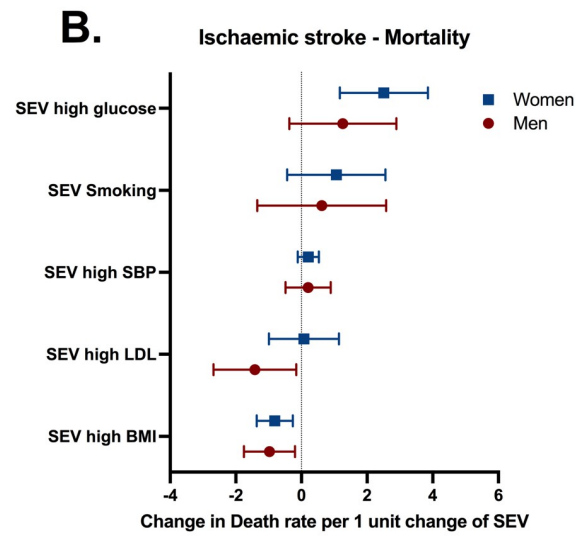 B.
Ischaemic stroke - Mortality
SEV high glucose
SEV Smoking
SEV high SBP
SEV high LDL
SEV high BMI
Women
Men
-4 -2 0 2 4 6
Change in Death rate per 1 unit change of SEV